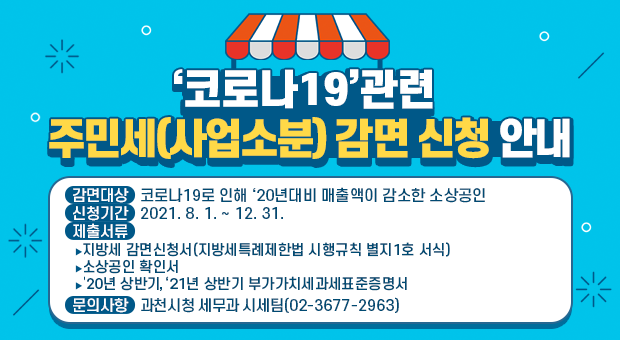 ‘코로나19’관련
주민세(사업소분) 감면 신청 안내
감면대상 코로나19로 인해 ‘20년대비 매출액이 감소한 소상공인
신청기간 2021. 8. 1. ~ 12. 31.
제출서류
▶지방세 감면신청서(지방세특례제한법 시행규칙 별지1호 서식)
▶소상공인 확인서
▶'20년 상반기, ‘21년 상반기 부가가치세과세표준증명서
문의사항 과천시청 세무과 시세팀(02-3677-2963)